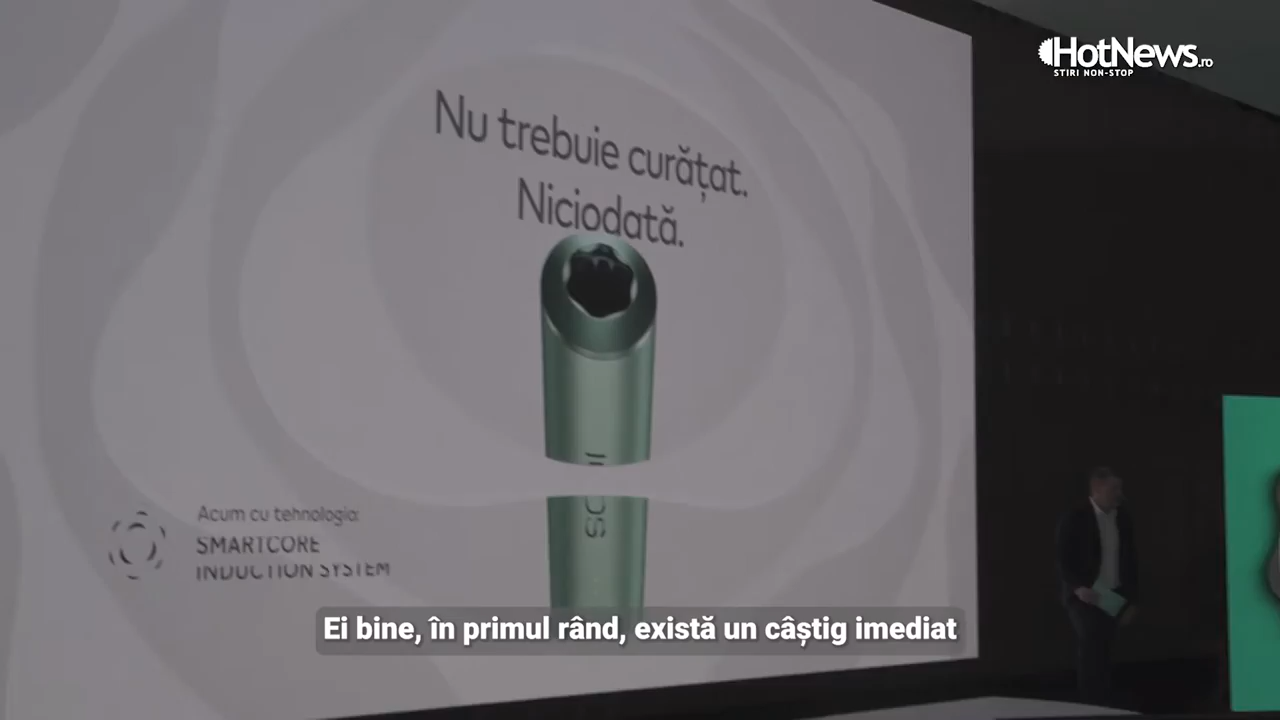 HotNews.ro
STIRI NON-STOP
Nu trebuie curățat.
Niciodată.
Acum cu tehnologia:
SMARTCORE
INDUCTION SYSTEM
Ei bine, în primul rând, există un câștig imediat